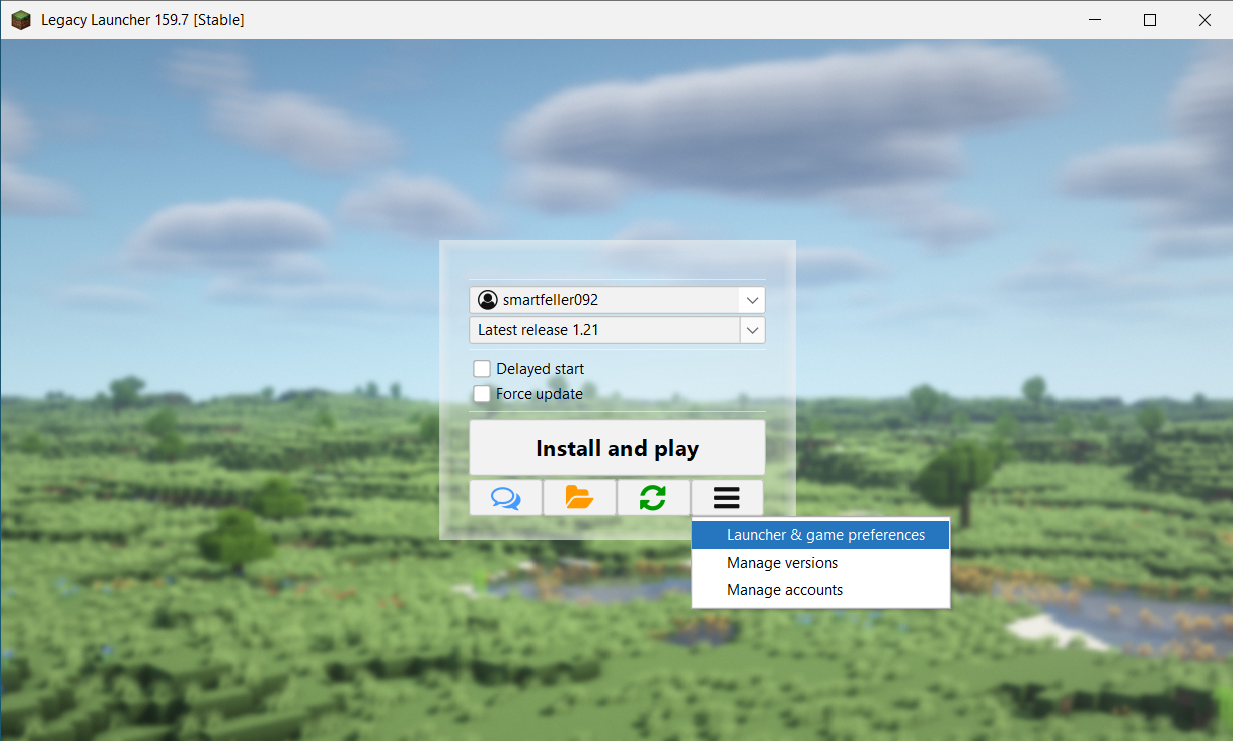 Legacy Launcher 159.7 [Stable]
smartfeller092
Latest release 1.21
Delayed start
Force update
Install and play
Launcher & game preferences
Manage versions
Manage accounts